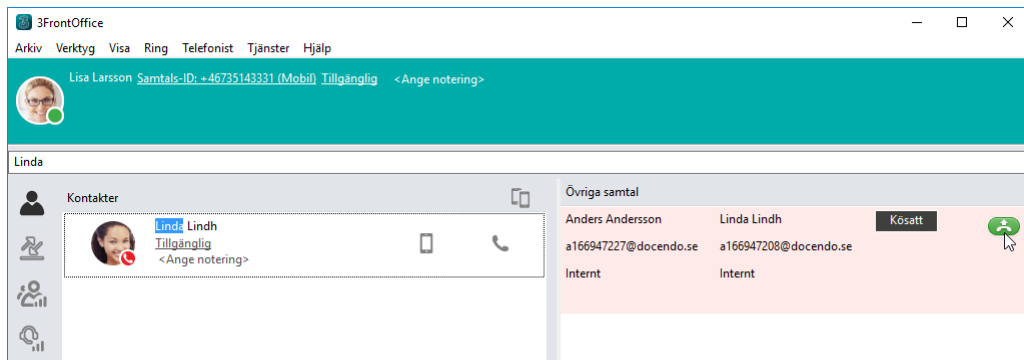 3FrontOffice
Arkiv Verktyg Visa Ring Telefonist Tjänster Hjälp
Lisa Larsson Samtals-ID: +46735143331 (Mobil) Tillgänglig <Ange notering>
Linda
Kontakter
Linda Lindh
Tillgänglig
<Ange notering>
Övriga samtal
Anders Andersson Linda Lindh Kösatt
a166947227@docendo.se a166947208@docendo.se
Internt Internt